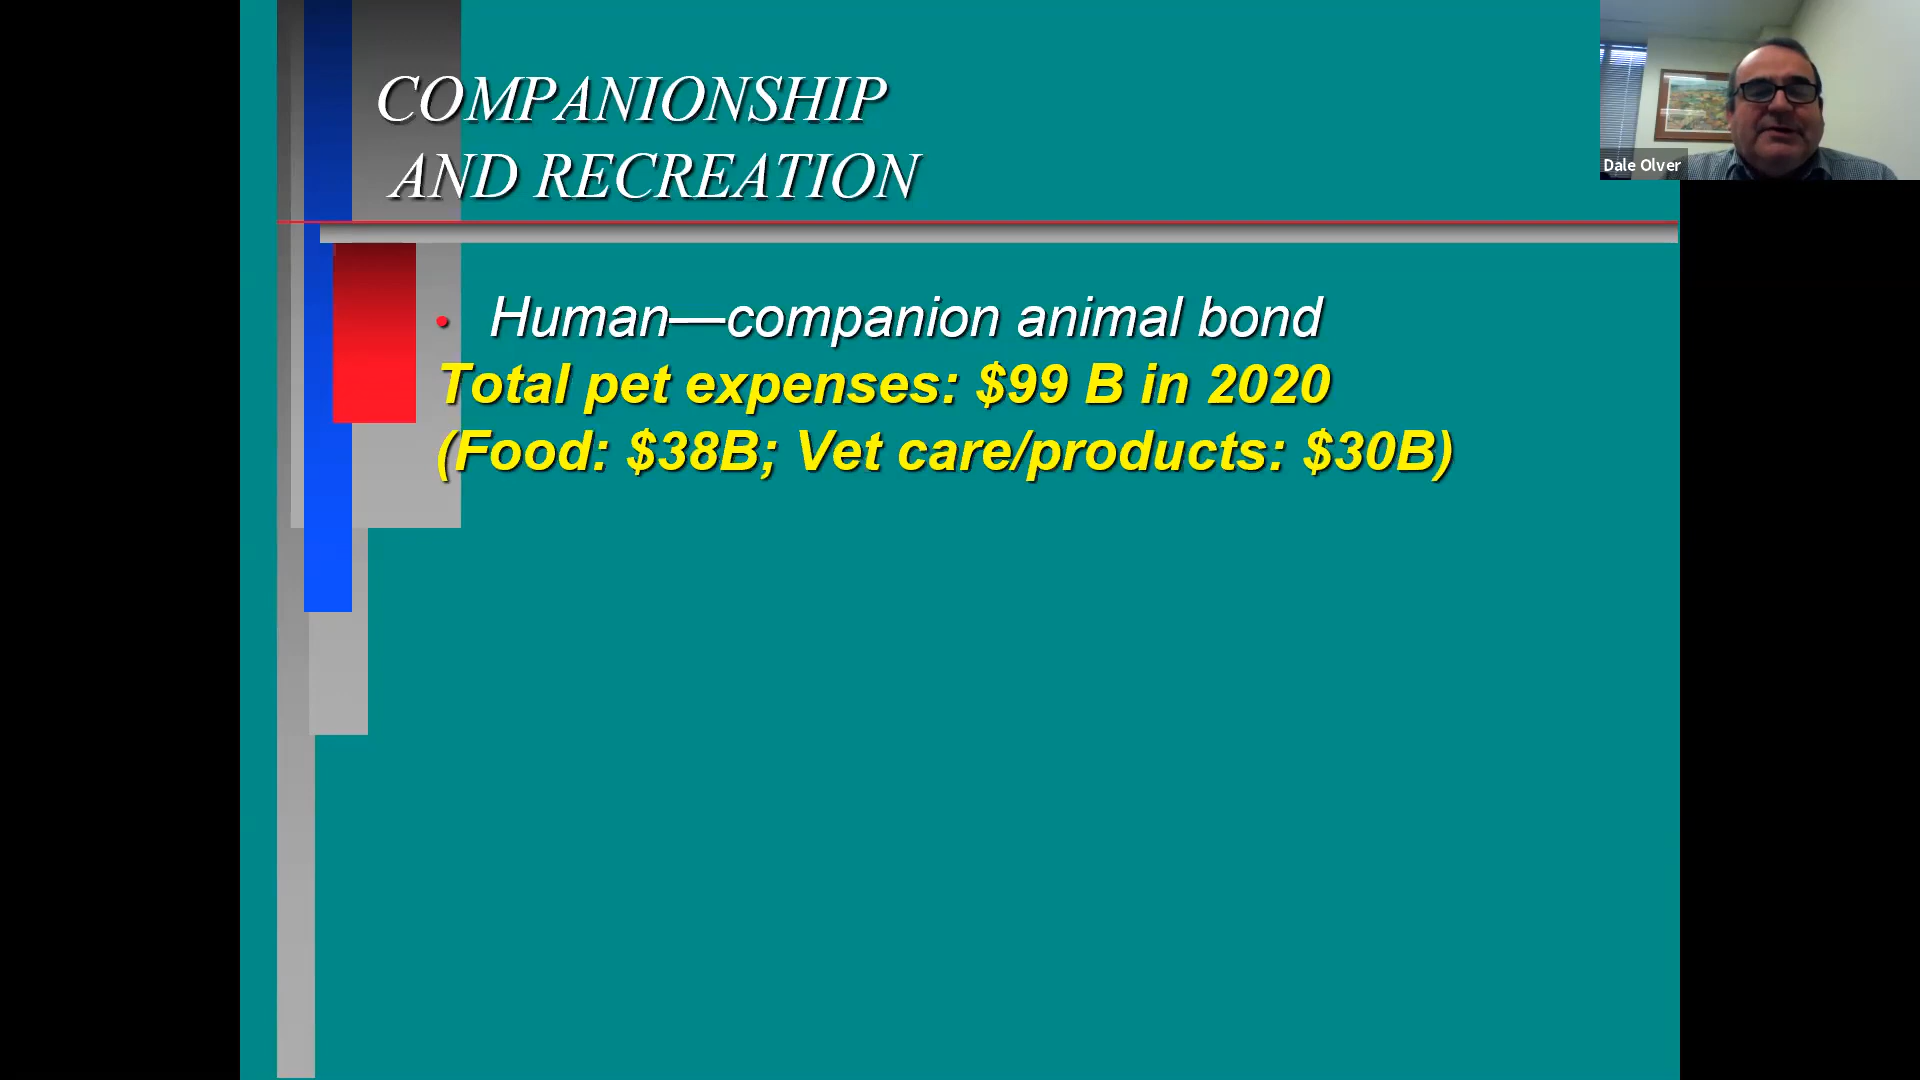 COMPANIONSHIP
AND RECREATION
• Human—companion animal bond
Total pet expenses: $99 B in 2020
(Food: $38B; Vet care/products: $30B)
Dale Olver